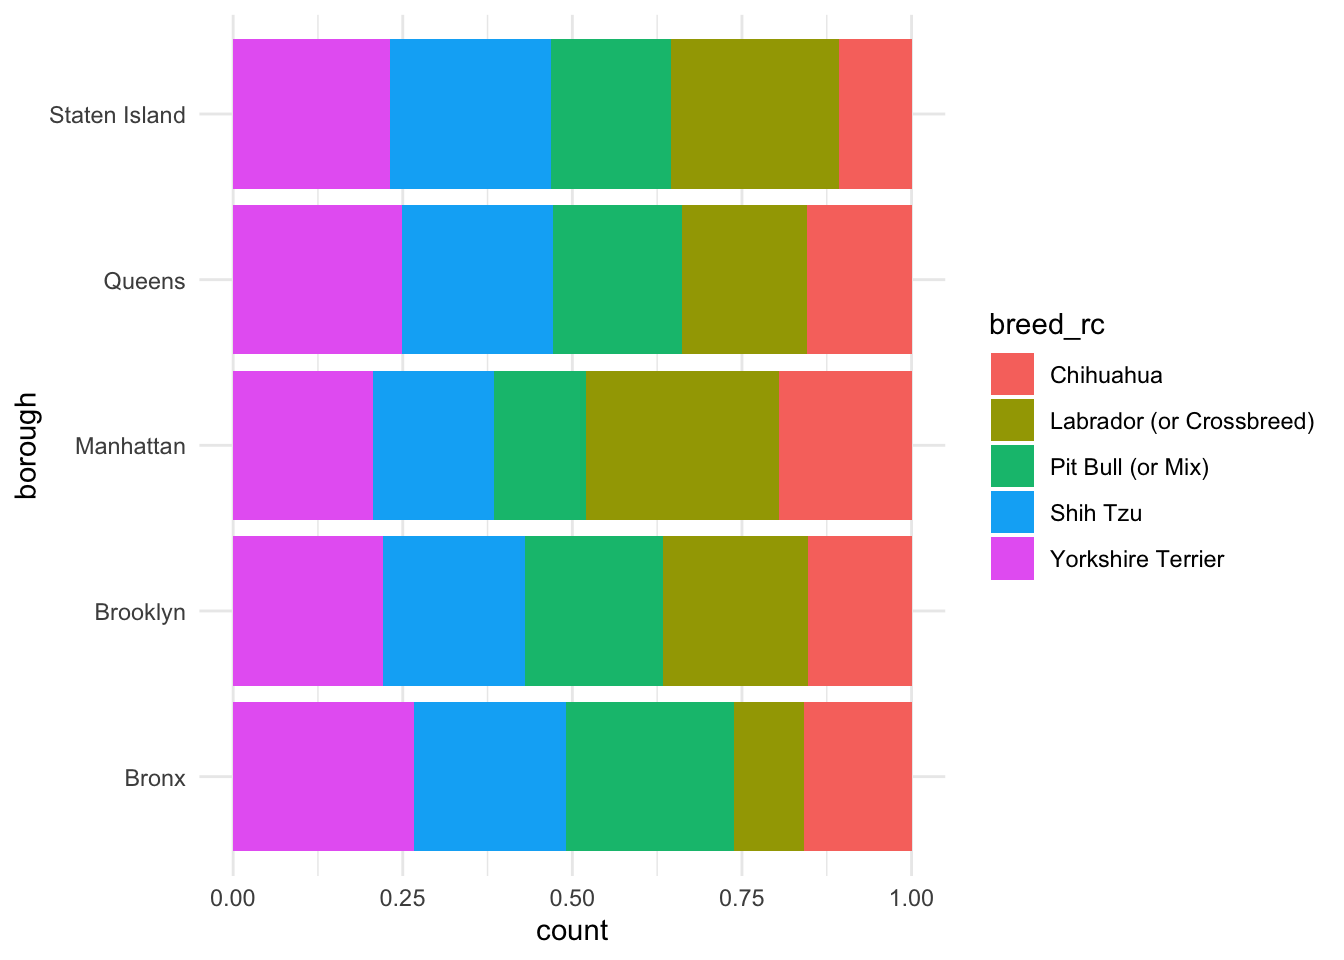 Staten Island
Queens
Manhattan
Brooklyn
Bronx
borough
0.00 0.25 0.50 0.75 1.00
count
breed_rc
Chihuahua
Labrador (or Crossbreed)
Pit Bull (or Mix)
Shih Tzu
Yorkshire Terrier